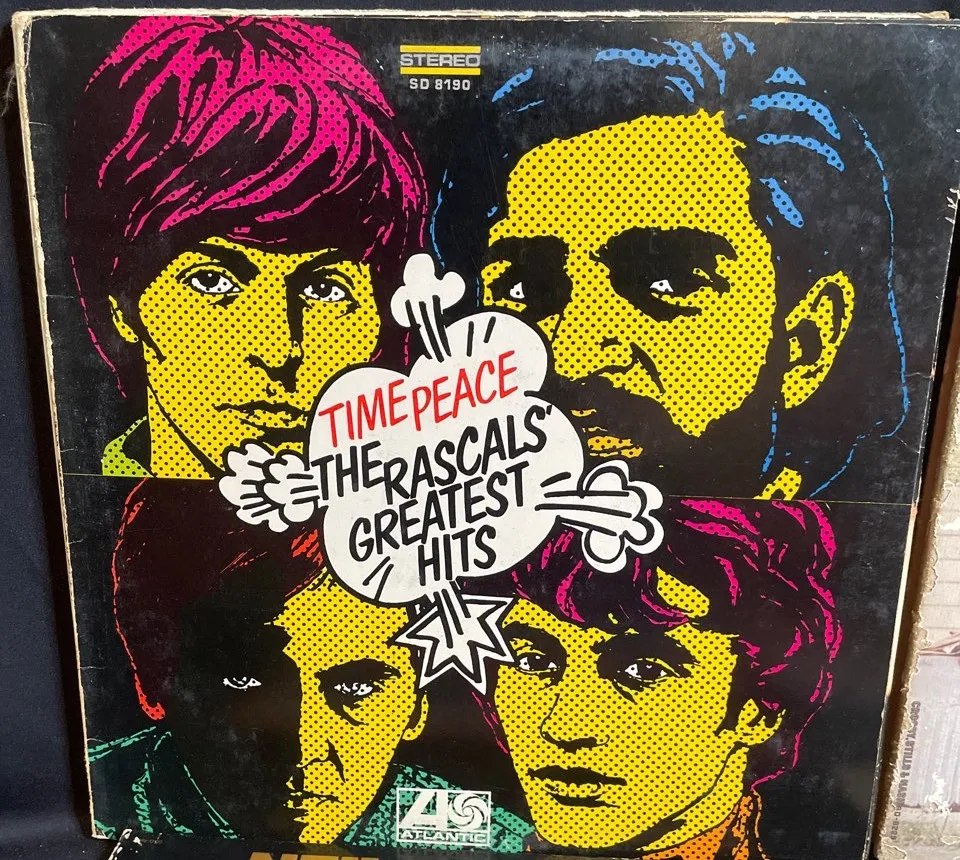 STEREO
SD 8190
TIME PEACE
THE RASCALS'
GREATEST
HITS
ATLANTIC